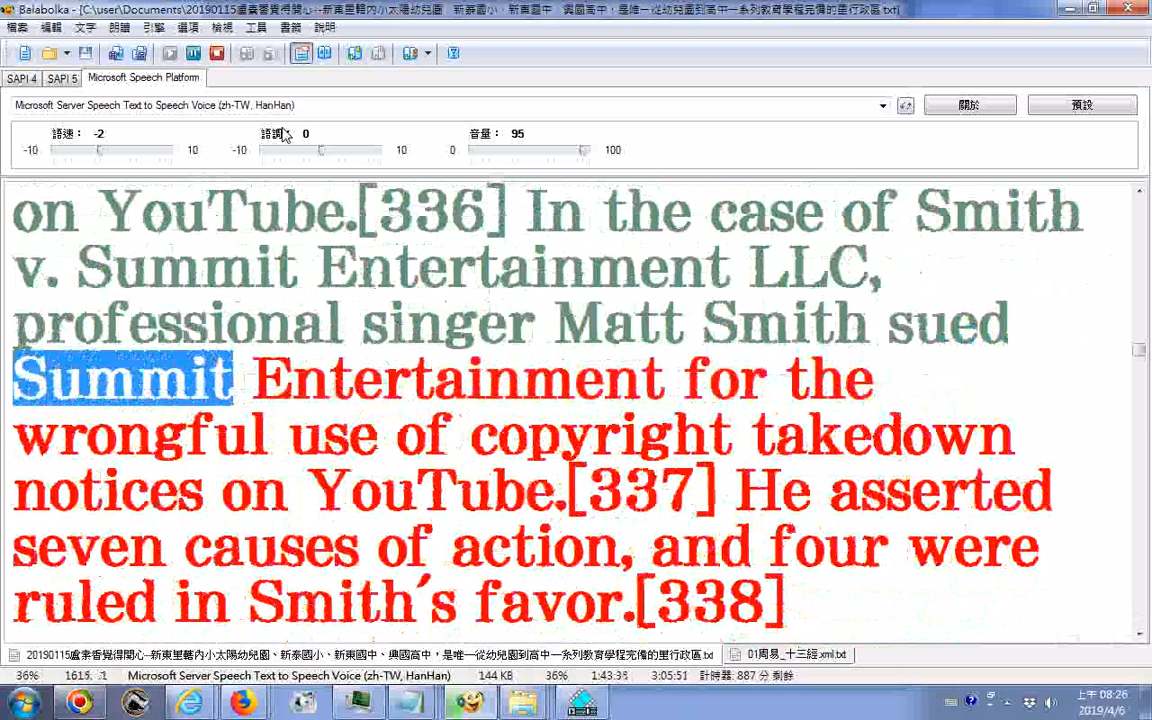 Balabolka - [C:\user\Documents\20190115盧素香覺得開心--新東里轄內小太陽幼兒園、新泰國小、新東國中、興國高中，是唯一從幼兒園到高中一系列教育學程完備的里行政區.txt]
檔案 編輯 文字 朗讀 引擎 選項 檢視 工具 書籤 說明
SAPI 4 SAPI 5 Microsoft Speech Platform
Microsoft Server Speech Text to Speech Voice (zh-TW, HanHan) 關於 預設
語速： -2 語調： 0 音量： 95
-10 10 -10 10 0 100
on YouTube.[336] In the case of Smith
v. Summit Entertainment LLC,
professional singer Matt Smith sued
Summit Entertainment for the
wrongful use of copyright takedown
notices on YouTube.[337] He asserted
seven causes of action, and four were
ruled in Smith's favor.[338]
20190115盧素香覺得開心--新東里轄內小太陽幼兒園、新泰國小、新東國中、興國高中，是唯一從幼兒園到高中一系列教育學程完備的里行政區.txt 01周易_十三經.xml.txt
36% Microsoft Server Speech Text to Speech Voice (zh-TW, HanHan) 144 KB 36% 3:05:51 計時器: 887 分 剩餘
上午 08:26
2019/4/6